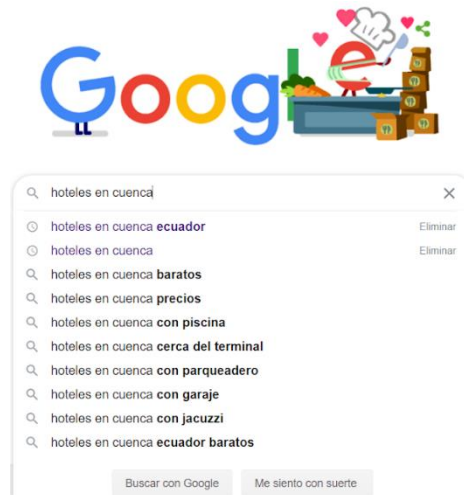 Google
hoteles en cuenca
hoteles en cuenca ecuador Eliminar
hoteles en cuenca Eliminar
hoteles en cuenca baratos
hoteles en cuenca precios
hoteles en cuenca con piscina
hoteles en cuenca cerca del terminal
hoteles en cuenca con parqueadero
hoteles en cuenca con garaje
hoteles en cuenca con jacuzzi
hoteles en cuenca ecuador baratos
Buscar con Google Me siento con suerte